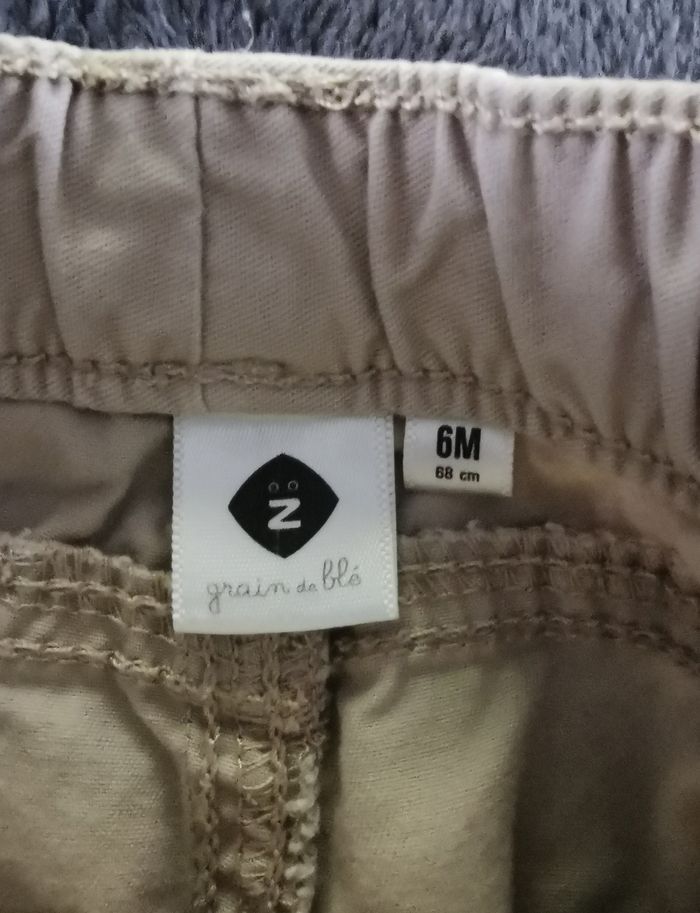 Z
grain de blé
6M
68 cm